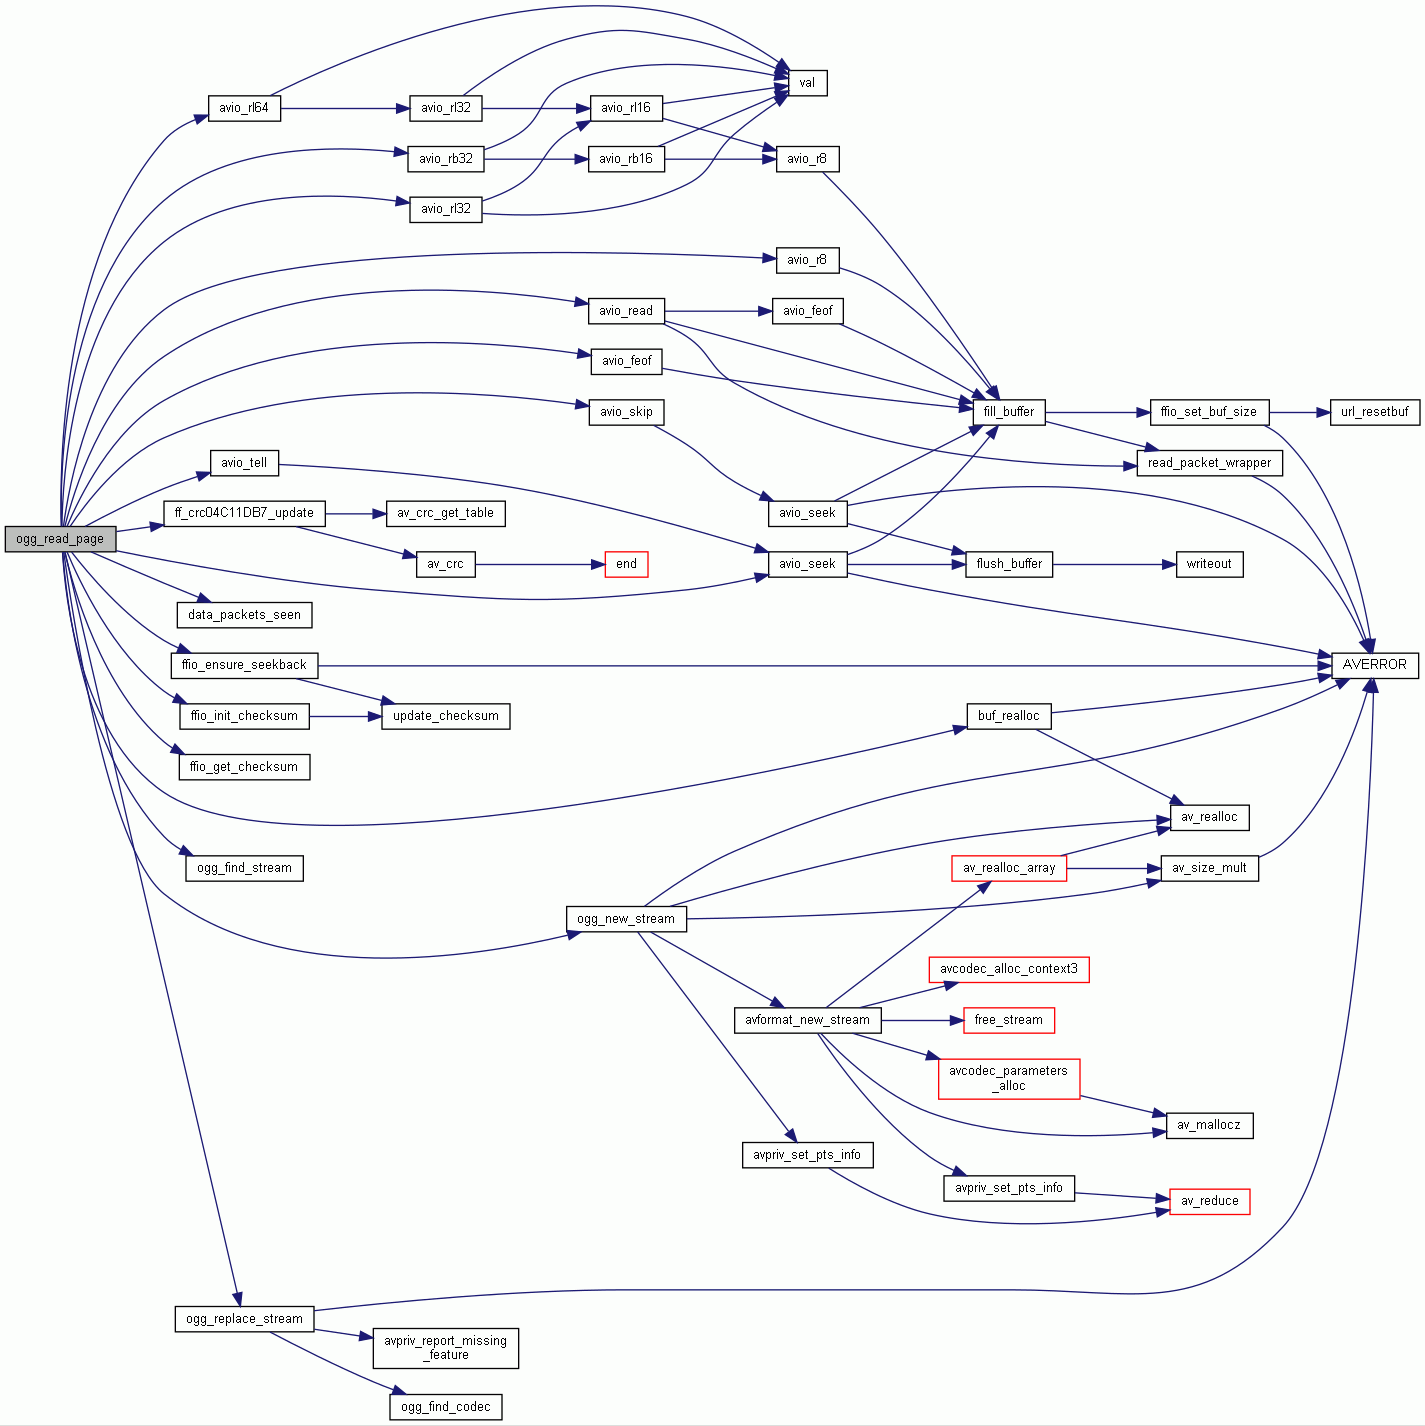 val
avio_rl64
avio_rl32
avio_rl16
avio_rb32
avio_rb16
avio_r8
avio_rl32
avio_r8
avio_read
avio_feof
avio_feof
avio_skip
fill_buffer
ffio_set_buf_size
url_resetbuf
avio_tell
read_packet_wrapper
ff_crc04C11DB7_update
av_crc_get_table
avio_seek
ogg_read_page
av_crc
end
avio_seek
flush_buffer
writeout
data_packets_seen
ffio_ensure_seekback
AVERROR
ffio_init_checksum
update_checksum
buf_realloc
ffio_get_checksum
av_realloc
ogg_find_stream
av_realloc_array
av_size_mult
ogg_new_stream
avcodec_alloc_context3
avformat_new_stream
free_stream
avcodec_parameters
_alloc
av_mallocz
avpriv_set_pts_info
avpriv_set_pts_info
av_reduce
ogg_replace_stream
avpriv_report_missing
_feature
ogg_find_codec